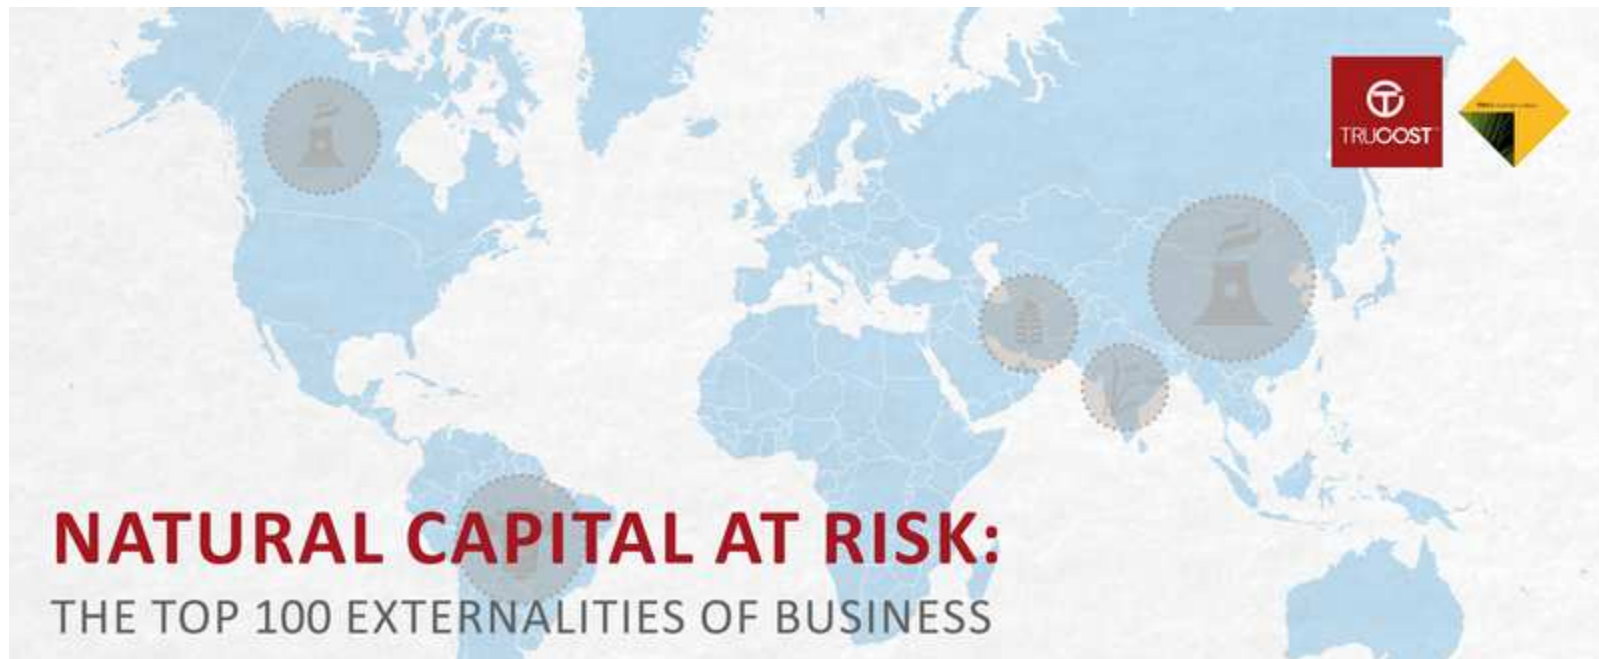 TRUCOST
NATURAL CAPITAL AT RISK:
THE TOP 100 EXTERNALITIES OF BUSINESS